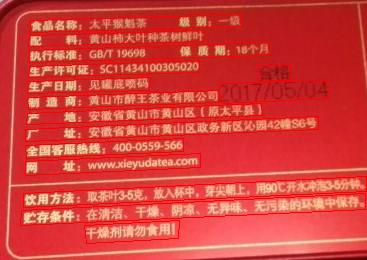 食品名称：太平猴魁茶 级 别：一级
配 料：黄山柿大叶种茶树鲜叶
执行标准：GB/T 19698 保 质 期：18个月
生产许可证：SC11434100305020
生产日期：见罐底喷码
合格
2017/05/04
制 造 商：黄山市醉王茶业有限公司
产 地：安徽省黄山市黄山区（原太平县）
厂 址：安徽省黄山市黄山区政务新区沁园42幢S6号
全国客服热线：400-0559-566
网 址：www.xieyudatea.com
饮用方法：取茶叶3-5克，放入杯中，芽尖朝上，用90℃开水冲泡3-5分钟。
贮存条件：在清洁、干燥、阴凉、无异味、无污染的环境中保存。
干燥剂请勿食用！